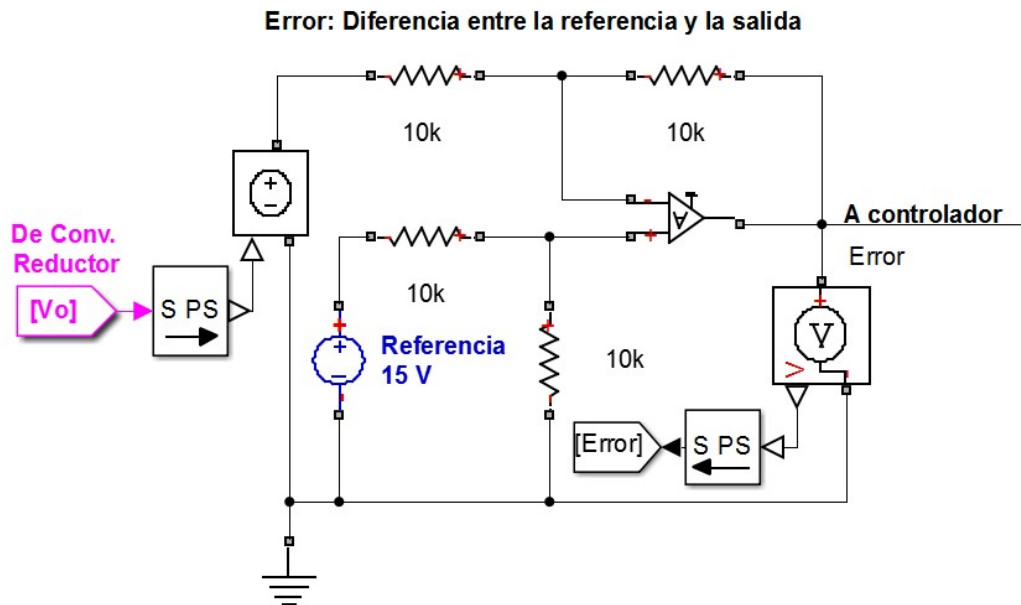 Error: Diferencia entre la referencia y la salida
10k
10k
De Conv.
Reductor
[Vo]
S PS
10k
Referencia
15 V
10k
A controlador
Error
V
V
S PS
[Error]